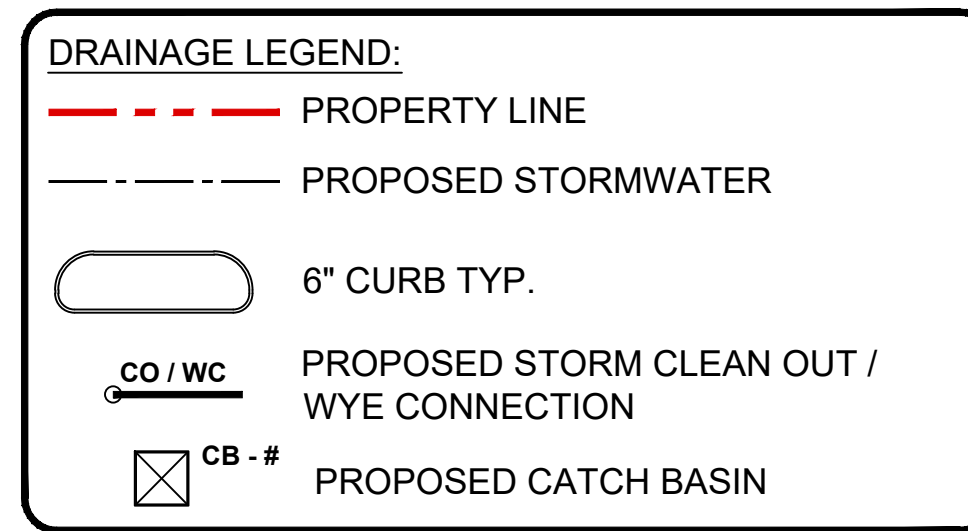 DRAINAGE LEGEND:
PROPERTY LINE
PROPOSED STORMWATER
6" CURB TYP.
CO / WC
PROPOSED STORM CLEAN OUT /
WYE CONNECTION
CB - #
PROPOSED CATCH BASIN